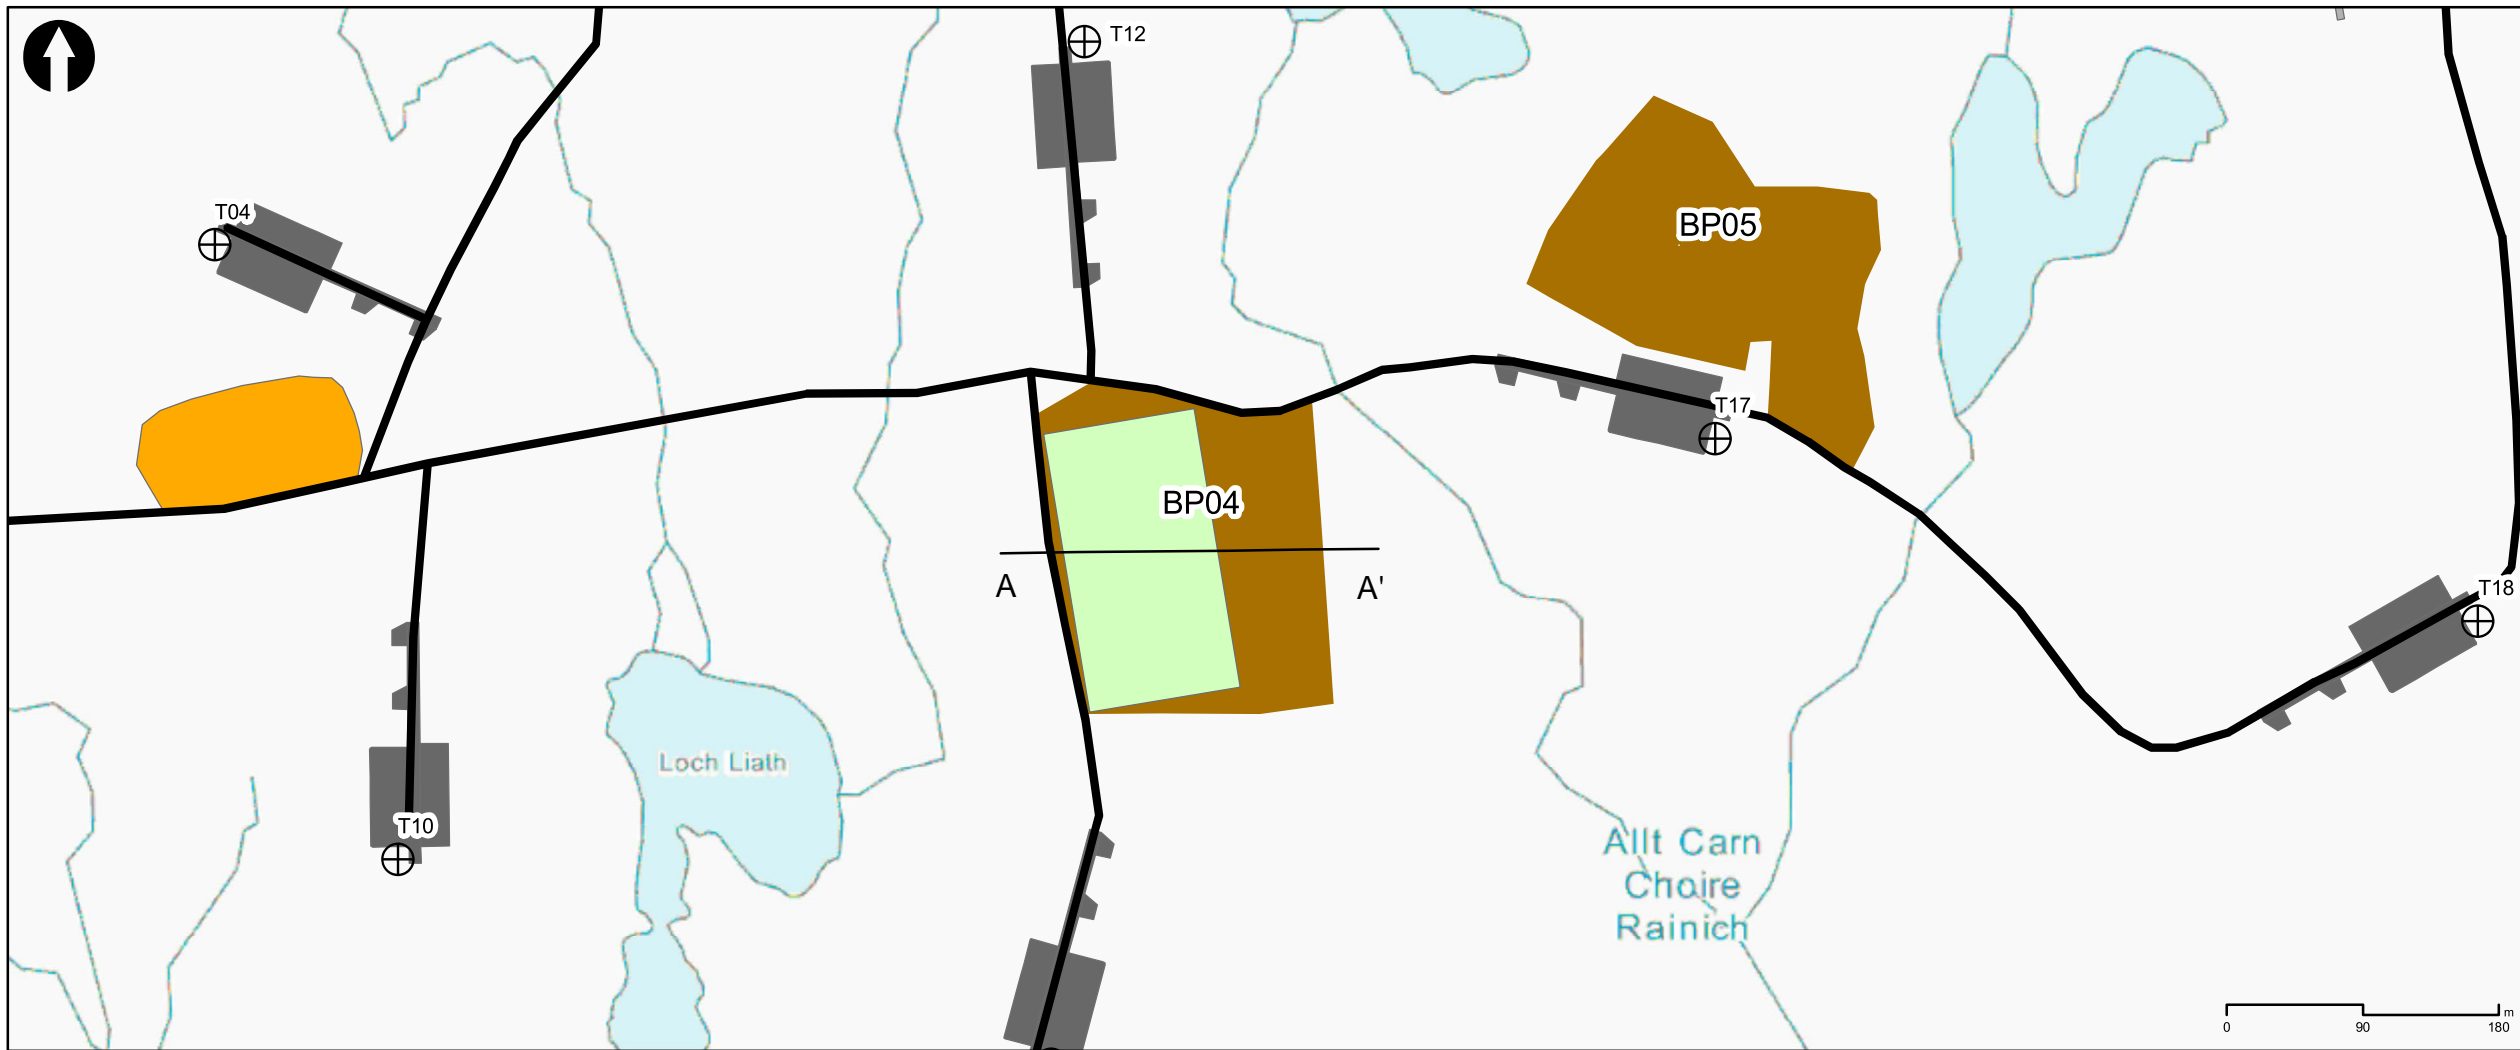 T12
T04
BP05
T17
BP04
A
A'
T18
Loch Liath
T10
Allt Carn
Choire
Rainich
m
0 90 180